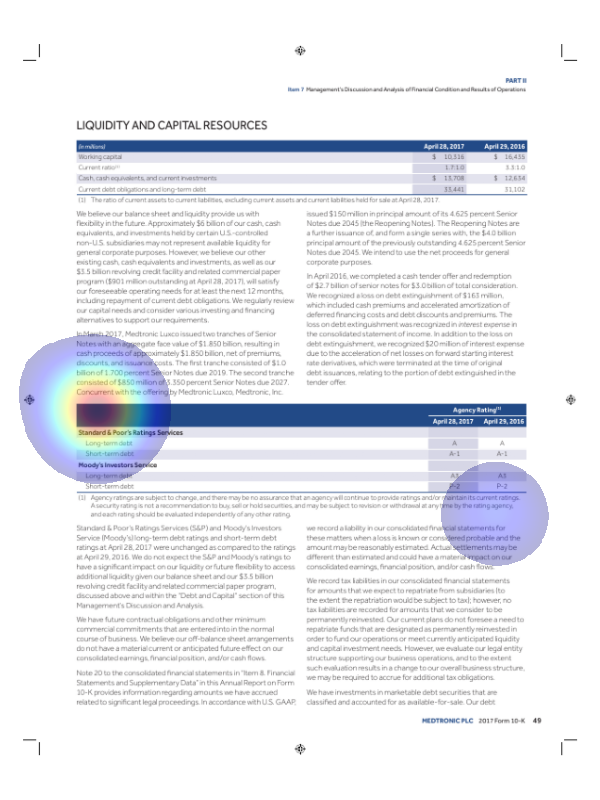 PART II
Item 7 Management's Discussion and Analysis of Financial Condition and Results of Operations
LIQUIDITY AND CAPITAL RESOURCES
(in millions) April 28, 2017 April 29, 2016
Working capital $ 10,316 $ 16,435
Current ratio(1) 1.7:1.0 3.3:1.0
Cash, cash equivalents, and current investments $ 13,708 $ 12,634
Current debt obligations and long-term debt 33,441 31,102
(1) The ratio of current assets to current liabilities, excluding current assets and current liabilities held for sale at April 28, 2017.
We believe our balance sheet and liquidity provide us with
flexibility in the future. Approximately $6 billion of our cash, cash
equivalents, and investments held by certain U.S.-controlled
non-U.S. subsidiaries may not represent available liquidity for
general corporate purposes. However, we believe our other
existing cash, cash equivalents and investments, as well as our
$3.5 billion revolving credit facility and related commercial paper
program ($901 million outstanding at April 28, 2017), will satisfy
our foreseeable operating needs for at least the next 12 months,
including repayment of current debt obligations. We regularly review
our capital needs and consider various investing and financing
alternatives to support our requirements.
In March 2017, Medtronic Luxco issued two tranches of Senior
Notes with an aggregate face value of $1.850 billion, resulting in
cash proceeds of approximately $1.850 billion, net of premiums,
discounts, and issuance costs. The first tranche consisted of $1.0
billion of 1.700 percent Senior Notes due 2019. The second tranche
consisted of $850 million of 3.350 percent Senior Notes due 2027.
Concurrent with the offering by Medtronic Luxco, Medtronic, Inc.
issued $150 million in principal amount of its 4.625 percent Senior
Notes due 2045 (the Reopening Notes). The Reopening Notes are
a further issuance of, and form a single series with, the $4.0 billion
principal amount of the previously outstanding 4.625 percent Senior
Notes due 2045. We intend to use the net proceeds for general
corporate purposes.
In April 2016, we completed a cash tender offer and redemption
of $2.7 billion of senior notes for $3.0 billion of total consideration.
We recognized a loss on debt extinguishment of $163 million,
which included cash premiums and accelerated amortization of
deferred financing costs and debt discounts and premiums. The
loss on debt extinguishment was recognized in interest expense in
the consolidated statement of income. In addition to the loss on
debt extinguishment, we recognized $20 million of interest expense
due to the acceleration of net losses on forward starting interest
rate derivatives, which were terminated at the time of original
debt issuances, relating to the portion of debt extinguished in the
tender offer.
Agency Rating(1)
April 28, 2017 April 29, 2016
Standard & Poor's Ratings Services
Long-term debt A A
Short-term debt A-1 A-1
Moody's Investors Service
Long-term debt A3 A3
Short-term debt P-2 P-2
(1) Agency ratings are subject to change, and there may be no assurance that an agency will continue to provide ratings and/or maintain its current ratings.
A security rating is not a recommendation to buy, sell or hold securities, and may be subject to revision or withdrawal at any time by the rating agency,
and each rating should be evaluated independently of any other rating.
Standard & Poor's Ratings Services (S&P) and Moody's Investors
Service (Moody's) long-term debt ratings and short-term debt
ratings at April 28, 2017 were unchanged as compared to the ratings
at April 29, 2016. We do not expect the S&P and Moody's ratings to
have a significant impact on our liquidity or future flexibility to access
additional liquidity given our balance sheet and our $3.5 billion
revolving credit facility and related commercial paper program,
discussed above and within the "Debt and Capital" section of this
Management's Discussion and Analysis.
We have future contractual obligations and other minimum
commercial commitments that are entered into in the normal
course of business. We believe our off-balance sheet arrangements
do not have a material current or anticipated future effect on our
consolidated earnings, financial position, and/or cash flows.
Note 20 to the consolidated financial statements in "Item 8. Financial
Statements and Supplementary Data" in this Annual Report on Form
10-K provides information regarding amounts we have accrued
related to significant legal proceedings. In accordance with U.S. GAAP,
we record a liability in our consolidated financial statements for
these matters when a loss is known or considered probable and the
amount may be reasonably estimated. Actual settlements may be
different than estimated and could have a material impact on our
consolidated earnings, financial position, and/or cash flows.
We record tax liabilities in our consolidated financial statements
for amounts that we expect to repatriate from subsidiaries (to
the extent the repatriation would be subject to tax); however, no
tax liabilities are recorded for amounts that we consider to be
permanently reinvested. Our current plans do not foresee a need to
repatriate funds that are designated as permanently reinvested in
order to fund our operations or meet currently anticipated liquidity
and capital investment needs. However, we evaluate our legal entity
structure supporting our business operations, and to the extent
such evaluation results in a change to our overall business structure,
we may be required to accrue for additional tax obligations.
We have investments in marketable debt securities that are
classified and accounted for as available-for-sale. Our debt
MEDTRONIC PLC 2017 Form 10-K 49